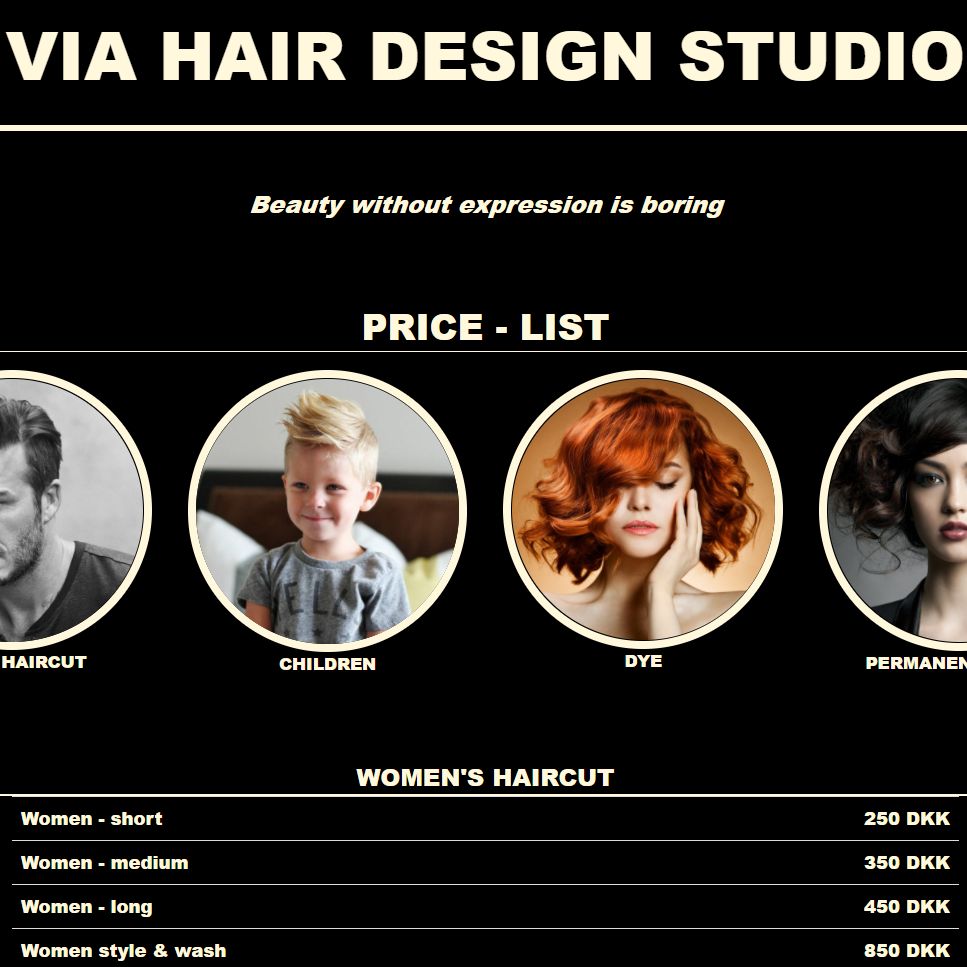 VIA HAIR DESIGN STUDIO
Beauty without expression is boring
PRICE - LIST
HAIRCUT
CHILDREN
DYE
PERMANEN
WOMEN'S HAIRCUT
Women - short 250 DKK
Women - medium 350 DKK
Women - long 450 DKK
Women style & wash 850 DKK